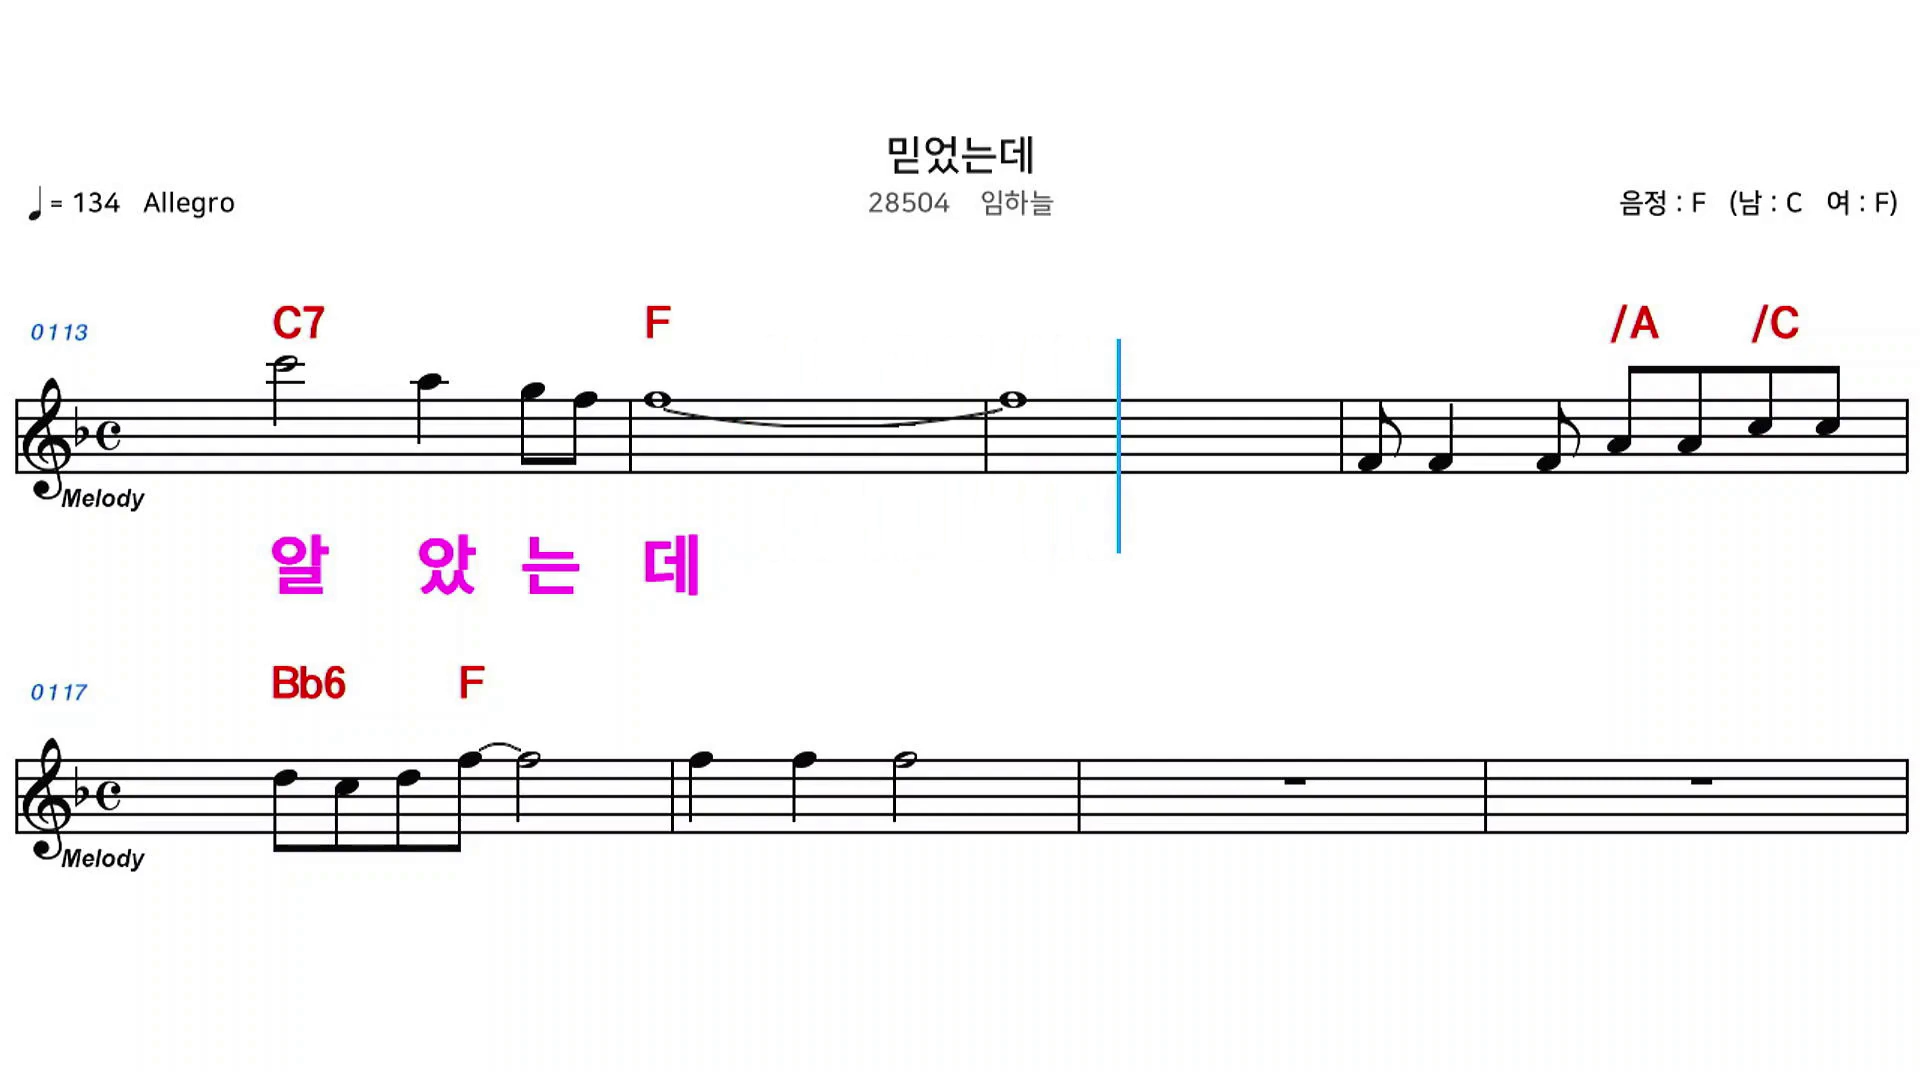 믿었는데
♩= 134 Allegro 28504 임하늘 음정 : F (남 : C 여 : F)
0113 C7 F /A /C
Melody
알 았 는 데
0117 Bb6 F
Melody